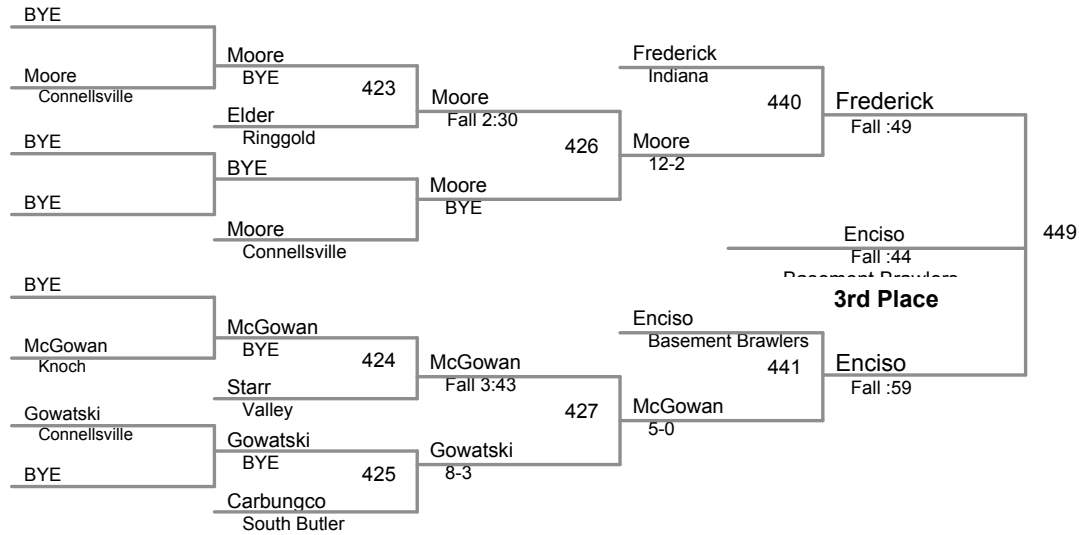 BYE
Moore
Connellsville
BYE
BYE
BYE
McGowan
Knoch
Gowatski
Connellsville
BYE
Moore
BYE
423
Elder
Ringgold
BYE
Moore
Connellsville
McGowan
BYE
424
Starr
Valley
Gowatski
BYE
425
Carbungco
South Butler
Moore
Fall 2:30
426
Moore
BYE
McGowan
Fall 3:43
427
Gowatski
8-3
Frederick
Indiana
440
Moore
12-2
Enciso
Basement Brawlers
441
McGowan
5-0
Frederick
Fall :49
Enciso
Fall :44
Basement Brawlers
3rd Place
449
Enciso
Fall :59